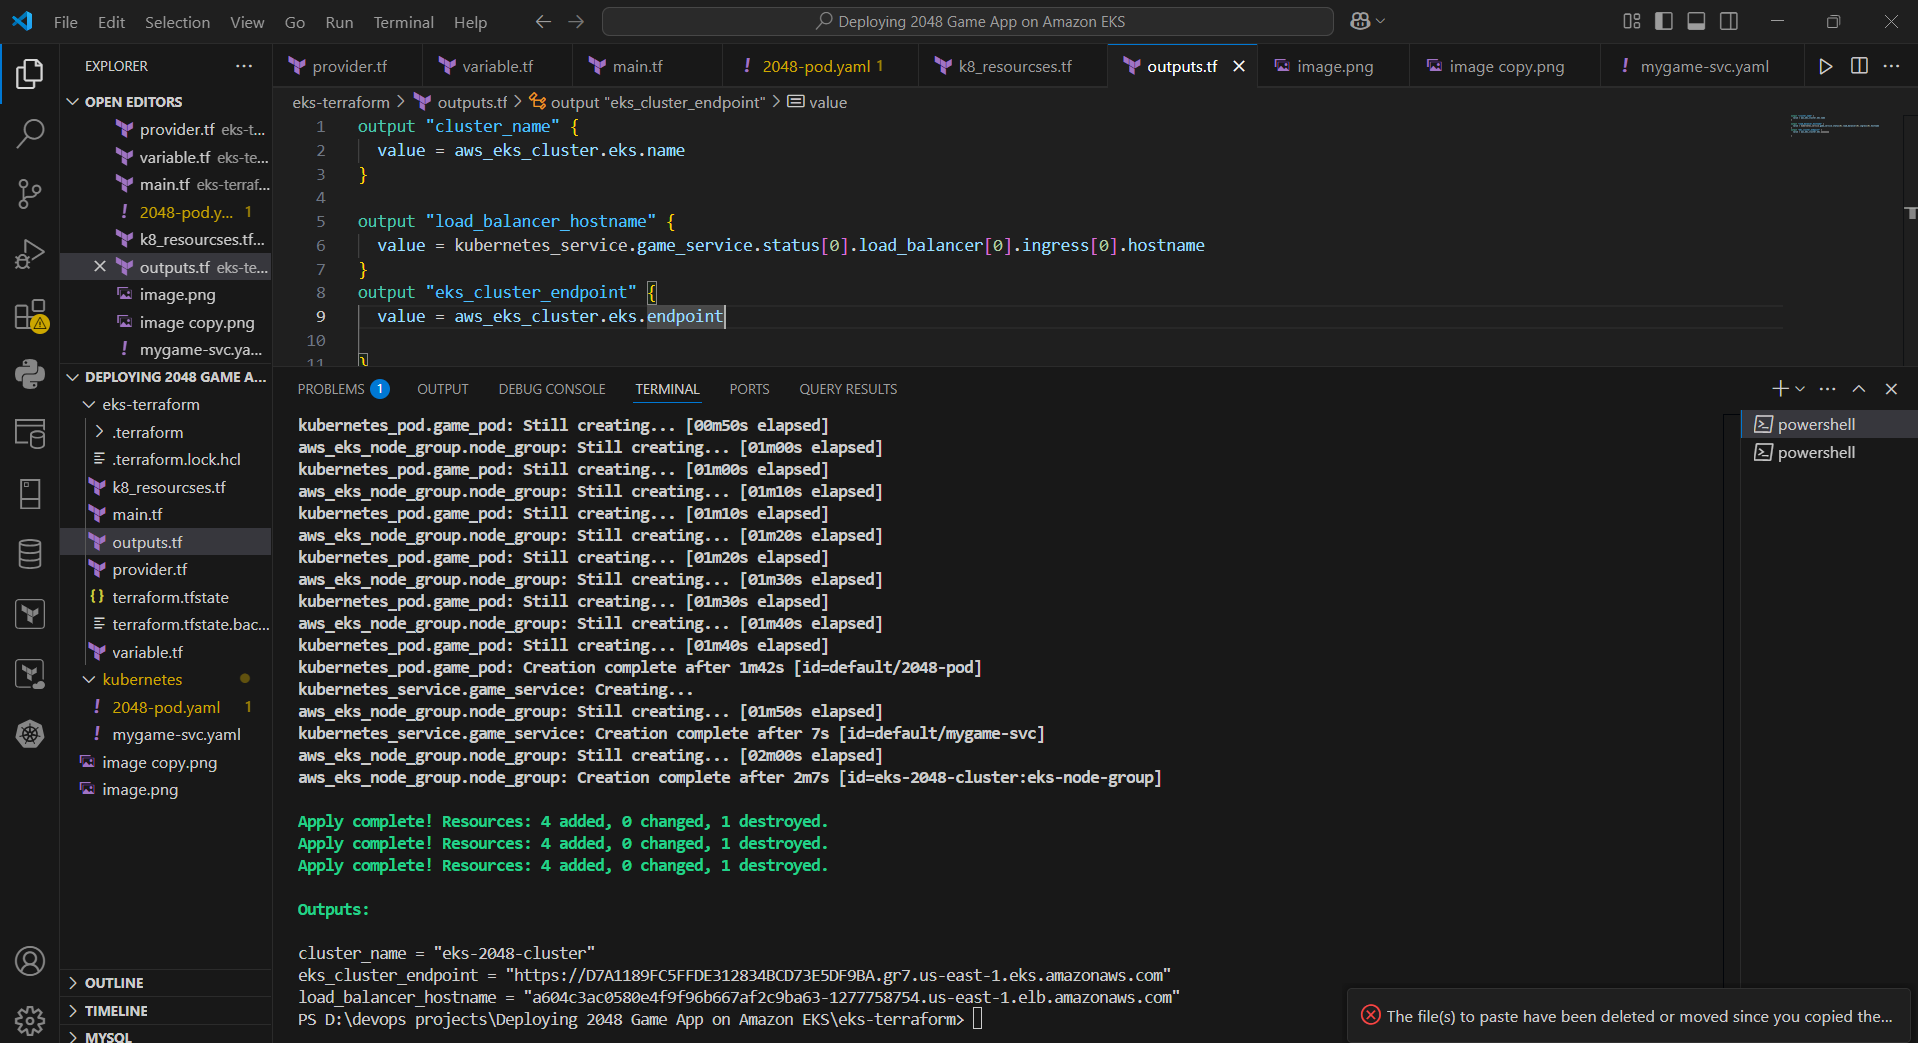 File Edit Selection View Go Run Terminal Help
Deploying 2048 Game App on Amazon EKS
EXPLORER
OPEN EDITORS
provider.tf eks-t...
variable.tf eks-te...
main.tf eks-terraf...
2048-pod.y... 1
k8_resourcses.tf...
outputs.tf eks-te...
image.png
image copy.png
mygame-svc.ya...
DEPLOYING 2048 GAME A...
eks-terraform
.terraform
.terraform.lock.hcl
k8_resourcses.tf
main.tf
outputs.tf
provider.tf
terraform.tfstate
terraform.tfstate.bac...
variable.tf
kubernetes
2048-pod.yaml 1
mygame-svc.yaml
image copy.png
image.png
OUTLINE
TIMELINE
MYSQL
provider.tf variable.tf main.tf 2048-pod.yaml 1 k8_resourcses.tf outputs.tf image.png image copy.png mygame-svc.yaml
eks-terraform > outputs.tf > output "eks_cluster_endpoint" > value
1 output "cluster_name" {
2 value = aws_eks_cluster.eks.name
3 }
4
5 output "load_balancer_hostname" {
6 value = kubernetes_service.game_service.status[0].load_balancer[0].ingress[0].hostname
7 }
8 output "eks_cluster_endpoint" {
9 value = aws_eks_cluster.eks.endpoint
10
11 }
PROBLEMS 1 OUTPUT DEBUG CONSOLE TERMINAL PORTS QUERY RESULTS
powershell
powershell
kubernetes_pod.game_pod: Still creating... [00m50s elapsed]
aws_eks_node_group.node_group: Still creating... [01m00s elapsed]
kubernetes_pod.game_pod: Still creating... [01m00s elapsed]
aws_eks_node_group.node_group: Still creating... [01m10s elapsed]
kubernetes_pod.game_pod: Still creating... [01m10s elapsed]
aws_eks_node_group.node_group: Still creating... [01m20s elapsed]
kubernetes_pod.game_pod: Still creating... [01m20s elapsed]
aws_eks_node_group.node_group: Still creating... [01m30s elapsed]
kubernetes_pod.game_pod: Still creating... [01m30s elapsed]
aws_eks_node_group.node_group: Still creating... [01m40s elapsed]
kubernetes_pod.game_pod: Still creating... [01m40s elapsed]
kubernetes_pod.game_pod: Creation complete after 1m42s [id=default/2048-pod]
kubernetes_service.game_service: Creating...
aws_eks_node_group.node_group: Still creating... [01m50s elapsed]
kubernetes_service.game_service: Creation complete after 7s [id=default/mygame-svc]
aws_eks_node_group.node_group: Still creating... [02m00s elapsed]
aws_eks_node_group.node_group: Creation complete after 2m7s [id=eks-2048-cluster:eks-node-group]
Apply complete! Resources: 4 added, 0 changed, 1 destroyed.
Apply complete! Resources: 4 added, 0 changed, 1 destroyed.
Apply complete! Resources: 4 added, 0 changed, 1 destroyed.
Outputs:
cluster_name = "eks-2048-cluster"
eks_cluster_endpoint = "https://D7A1189FC5FFDE312834BCD73E5DF9BA.gr7.us-east-1.eks.amazonaws.com"
load_balancer_hostname = "a604c3ac0580e4f9f96b667af2c9ba63-1277758754.us-east-1.elb.amazonaws.com"
PS D:\devops projects\Deploying 2048 Game App on Amazon EKS\eks-terraform>
The file(s) to paste have been deleted or moved since you copied the...